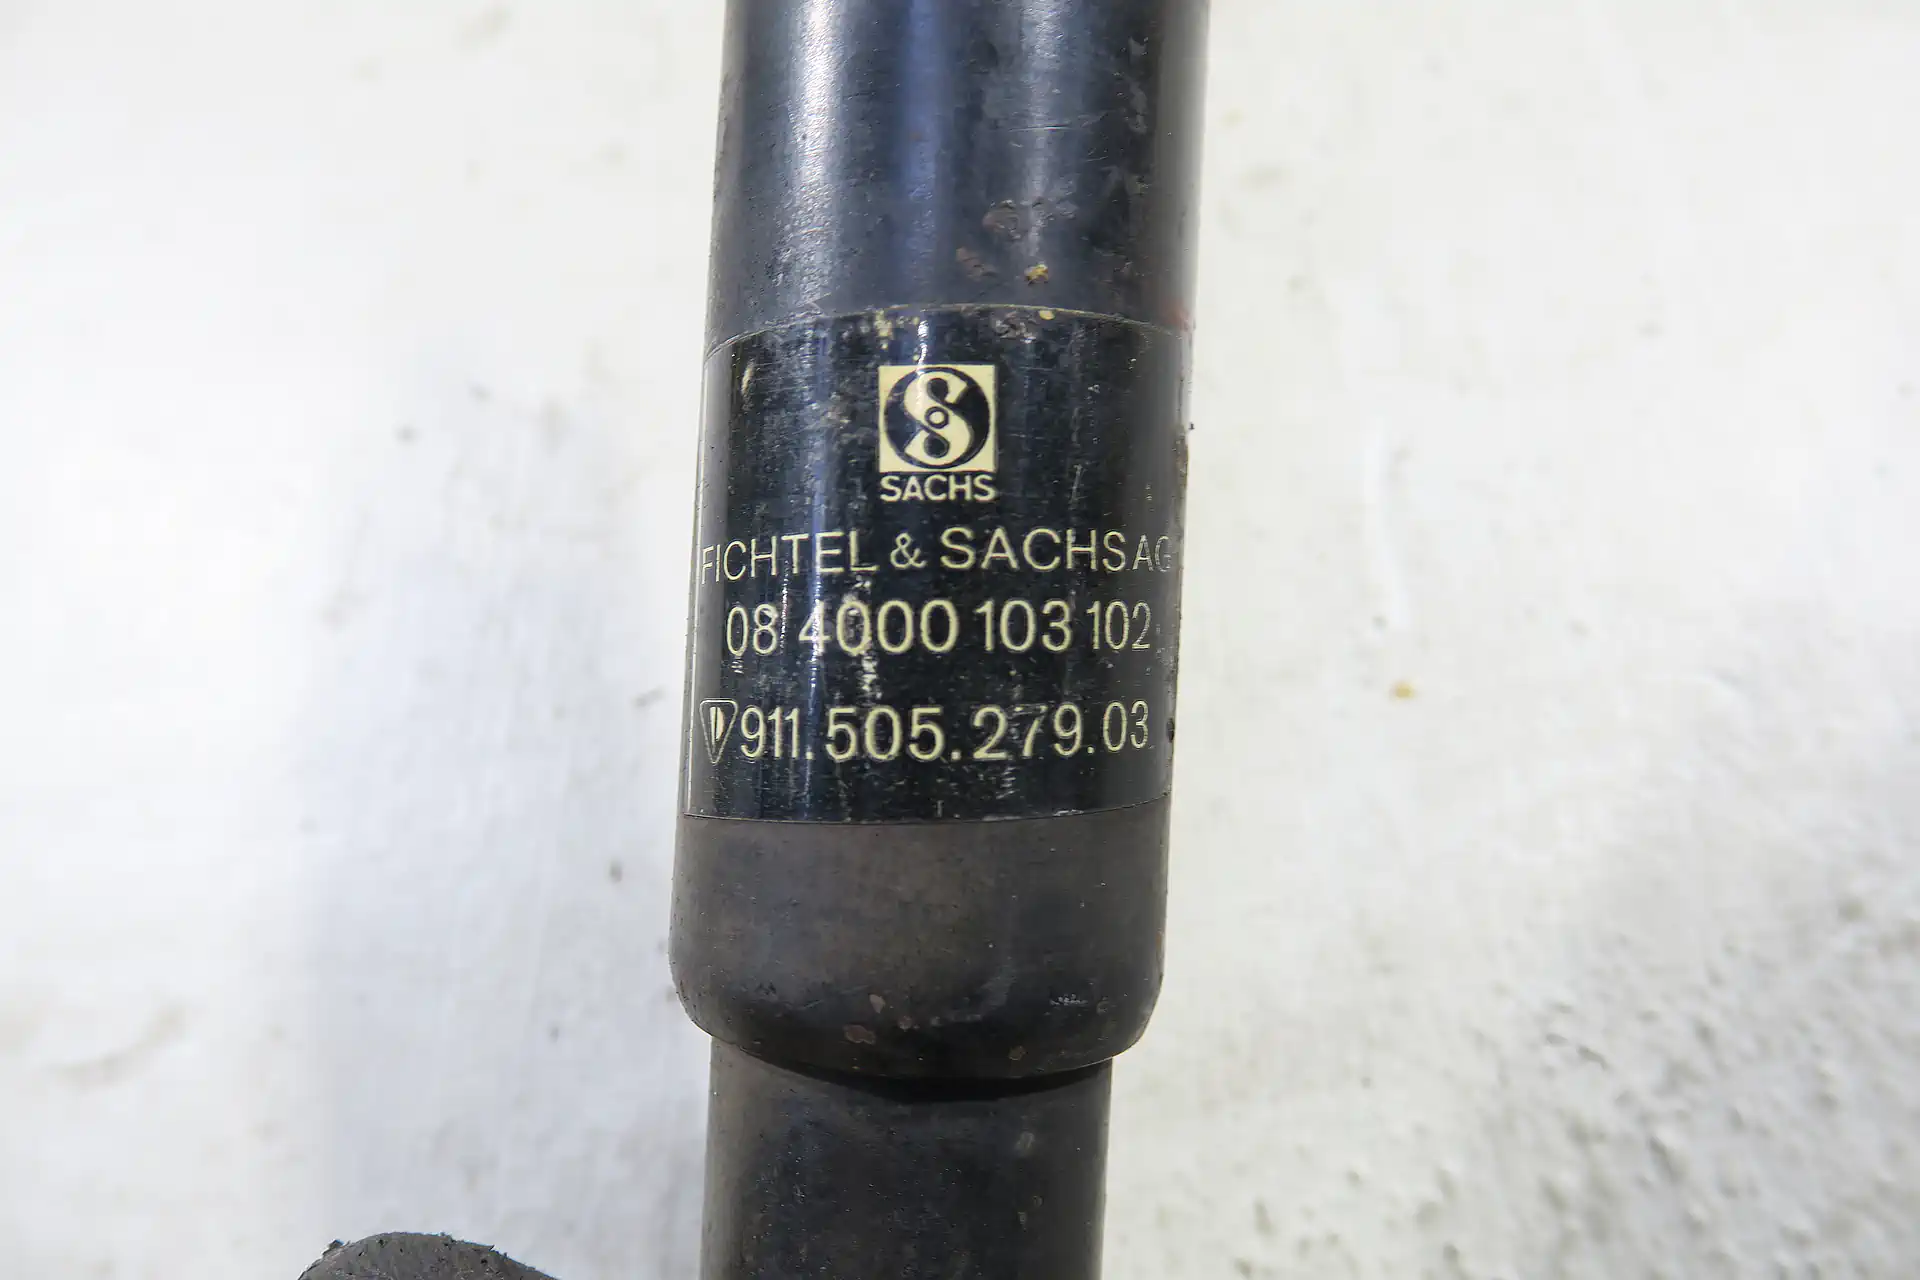 SACHS
FICHTEL & SACHS AG
08 4000 103 102
911.505.279.03